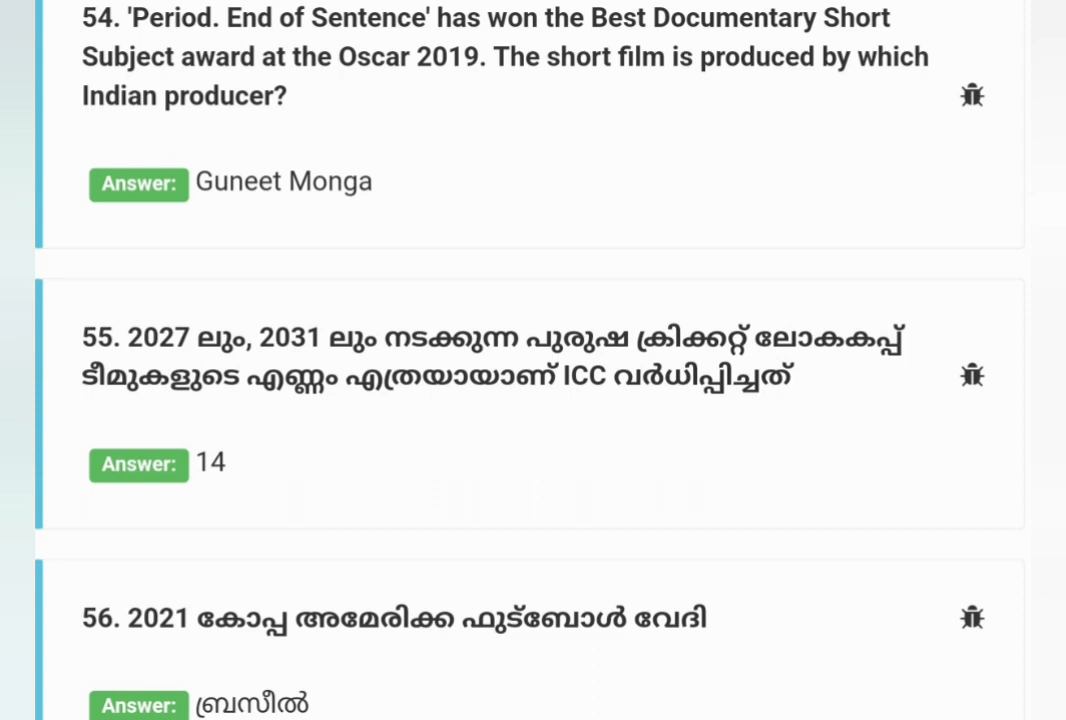 54. 'Period. End of Sentence' has won the Best Documentary Short
Subject award at the Oscar 2019. The short film is produced by which
Indian producer?
Answer: Guneet Monga
55. 2027 ലും, 2031 ലും നടക്കുന്ന പുരുഷ ക്രിക്കറ്റ് ലോകകപ്പ്
ടീമുകളുടെ എണ്ണം എത്രയായാണ് ICC വർധിപ്പിച്ചത്
Answer: 14
56. 2021 കോപ്പ അമേരിക്ക ഫുട്ബോൾ വേദി
Answer: ബ്രസീൽ